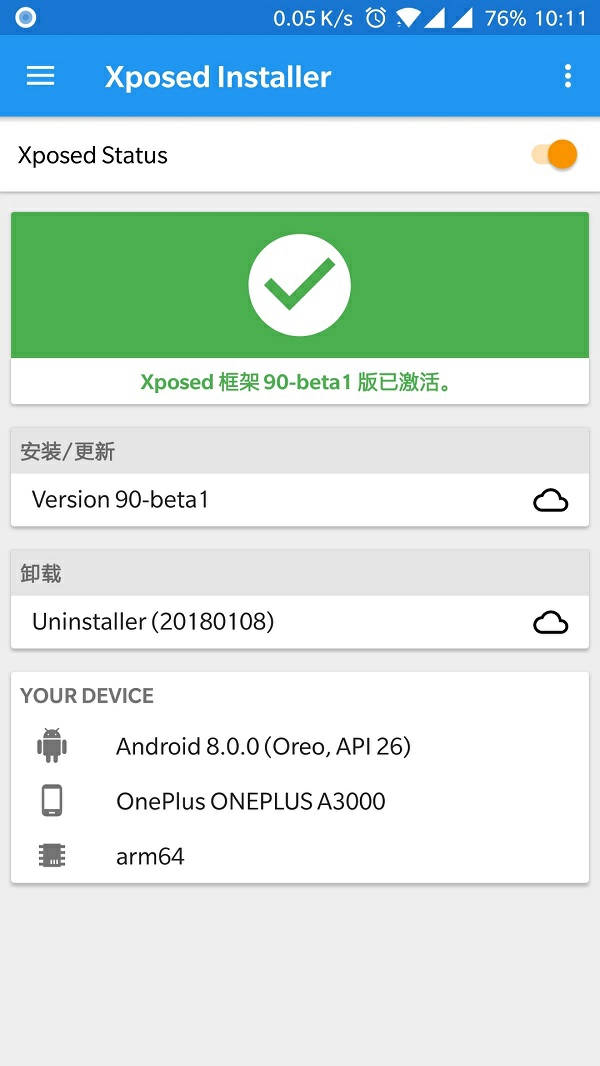 0.05 K/s 76% 10:11
Xposed Installer
Xposed Status
Xposed 框架 90-beta1 版已激活。
安装/更新
Version 90-beta1
卸载
Uninstaller (20180108)
YOUR DEVICE
Android 8.0.0 (Oreo, API 26)
OnePlus ONEPLUS A3000
arm64